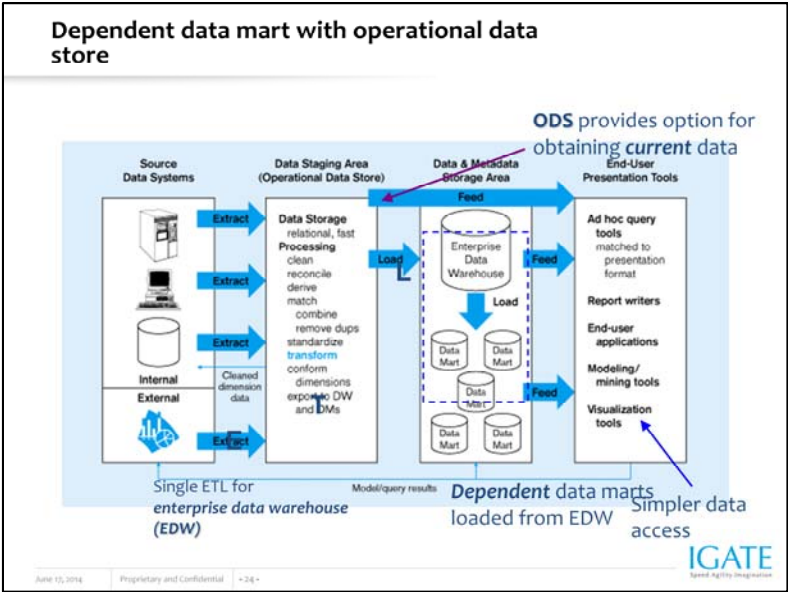 Dependent data mart with operational data
store
ODS provides option for
obtaining current data
Source
Data Systems
Data Staging Area
(Operational Data Store)
Data & Metadata
Storage Area
End-User
Presentation Tools
Feed
Extract
Extract
Extract
Extract
Internal
External
Cleaned
dimension
data
Data Storage
relational, fast
Processing
clean
reconcile
derive
match
combine
remove dups
standardize
transform
conform
dimensions
export to DW
and DMs
E
T
L
Load
Enterprise
Data
Warehouse
Load
Data
Mart
Data
Mart
Data
Mart
Data
Mart
Data
Mart
Feed
Feed
Ad hoc query
tools
matched to
presentation
format
Report writers
End-user
applications
Modeling/
mining tools
Visualization
tools
Model/query results
Single ETL for
enterprise data warehouse
(EDW)
Dependent data marts
loaded from EDW
Simpler data
access
June 17, 2014
Proprietary and Confidential
- 24 -
IGATE
Speed.Agility.Imagination